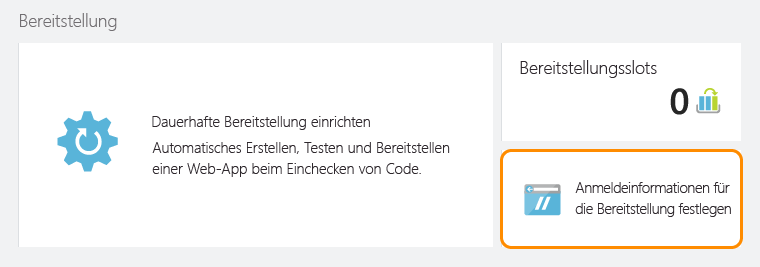 Bereitstellung
Dauerhafte Bereitstellung einrichten
Automatisches Erstellen, Testen und Bereitstellen
einer Web-App beim Einchecken von Code.
Bereitstellungsslots
0
Anmeldeinformationen für
die Bereitstellung festlegen